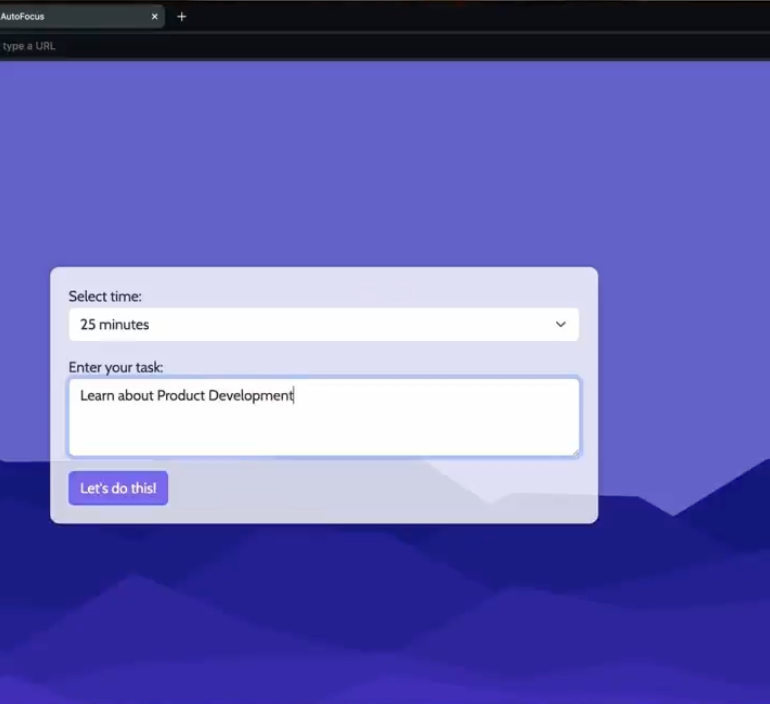 AutoFocus
type a URL
Select time:
25 minutes
Enter your task:
Learn about Product Development
Let's do this!